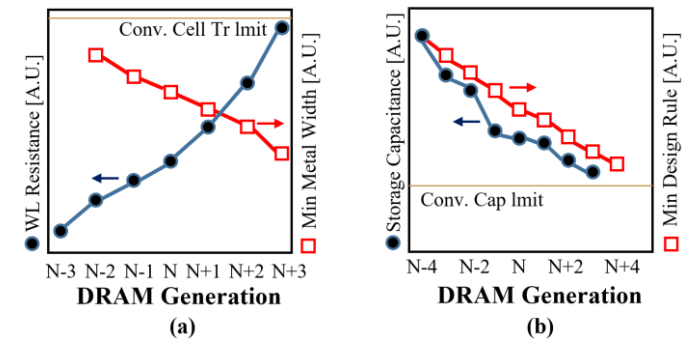 Conv. Cell Tr lmit
WL Resistance [A.U.]
Min Metal Width [A.U.]
N-3 N-2 N-1 N N+1 N+2 N+3
DRAM Generation
(a)
Storage Capacitance [A.U.]
Min Design Rule [A.U.]
Conv. Cap lmit
N-4 N-2 N N+2 N+4
DRAM Generation
(b)